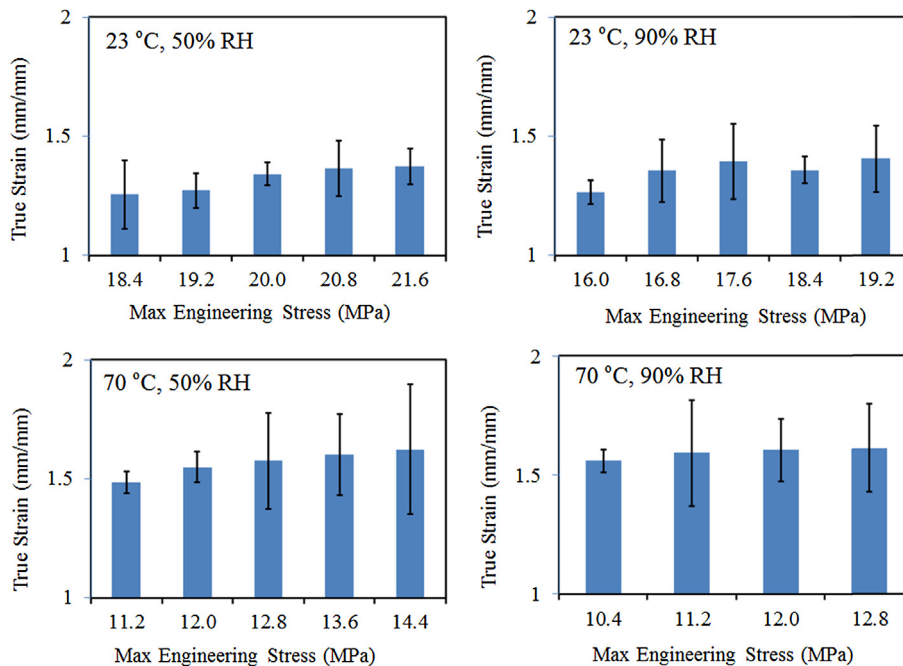 23 °C, 50% RH
True Strain (mm/mm)
2
1.5
1
18.4 19.2 20.0 20.8 21.6
Max Engineering Stress (MPa)
23 °C, 90% RH
True Strain (mm/mm)
2
1.5
1
16.0 16.8 17.6 18.4 19.2
Max Engineering Stress (MPa)
70 °C, 50% RH
True Strain (mm/mm)
2
1.5
1
11.2 12.0 12.8 13.6 14.4
Max Engineering Stress (MPa)
70 °C, 90% RH
True Strain (mm/mm)
2
1.5
1
10.4 11.2 12.0 12.8
Max Engineering Stress (MPa)